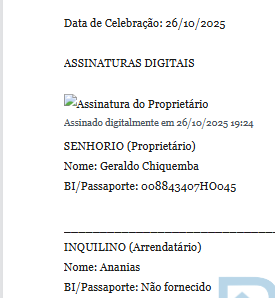 Data de Celebração: 26/10/2025
ASSINATURAS DIGITAIS
Assinatura do Proprietário
Assinado digitalmente em 26/10/2025 19:24
SENHORIO (Proprietário)
Nome: Geraldo Chiquemba
BI/Passaporte: 008843407HO045
INQUILINO (Arrendatário)
Nome: Ananias
BI/Passaporte: Não fornecido